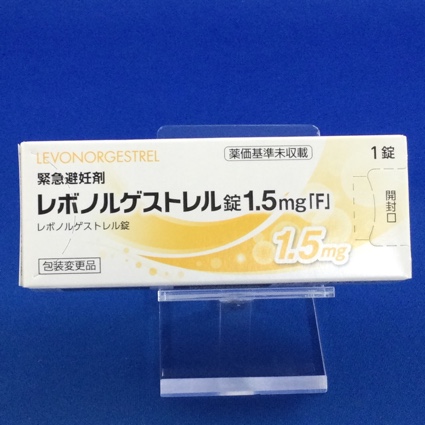 LEVONORGESTREL
薬価基準未収載
1錠
緊急避妊剤
レボノルゲストレル錠1.5mg「F」
レボノルゲストレル錠
開封口
1.5mg
包装変更品